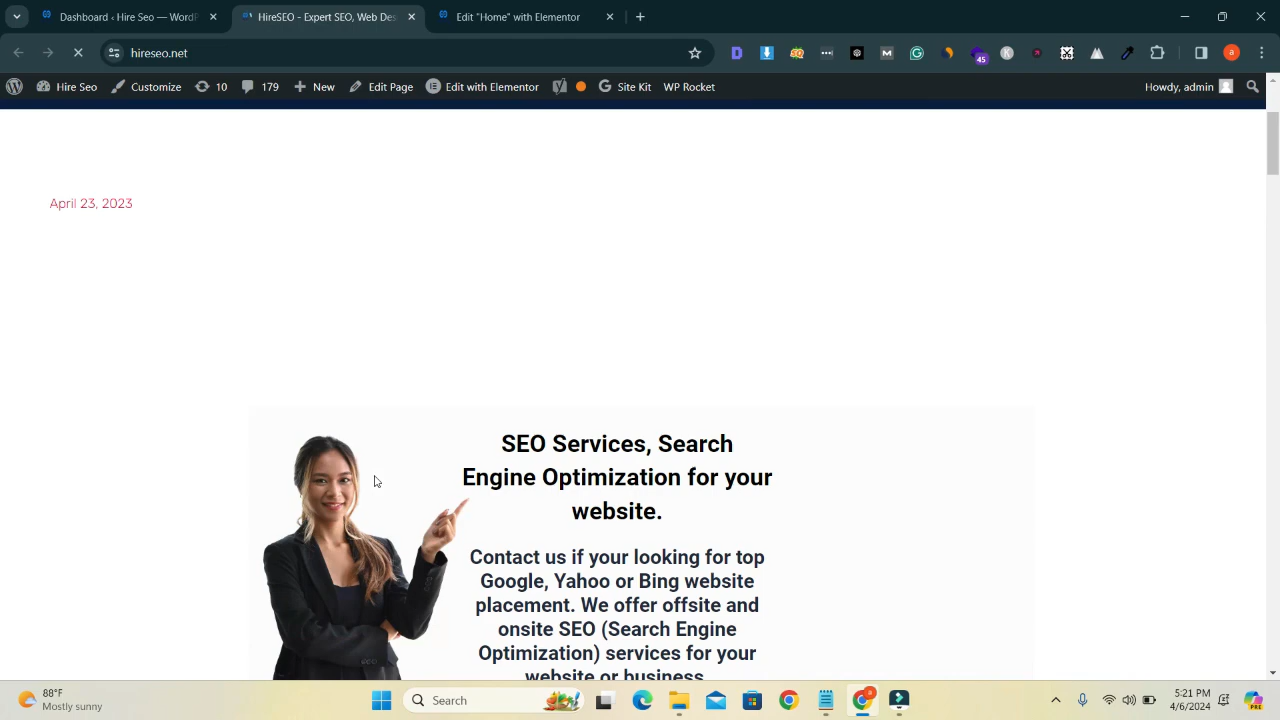 Dashboard ‹ Hire Seo — WordP
HireSEO - Expert SEO, Web Des
Edit "Home" with Elementor
hireseo.net
45
a
Hire Seo
Customize
10
179
New
Edit Page
Edit with Elementor
Site Kit
WP Rocket
Howdy, admin
April 23, 2023
SEO Services, Search
Engine Optimization for your
website.
Contact us if your looking for top
Google, Yahoo or Bing website
placement. We offer offsite and
onsite SEO (Search Engine
Optimization) services for your
website or business
88°F
Mostly sunny
Search
5:21 PM
4/6/2024